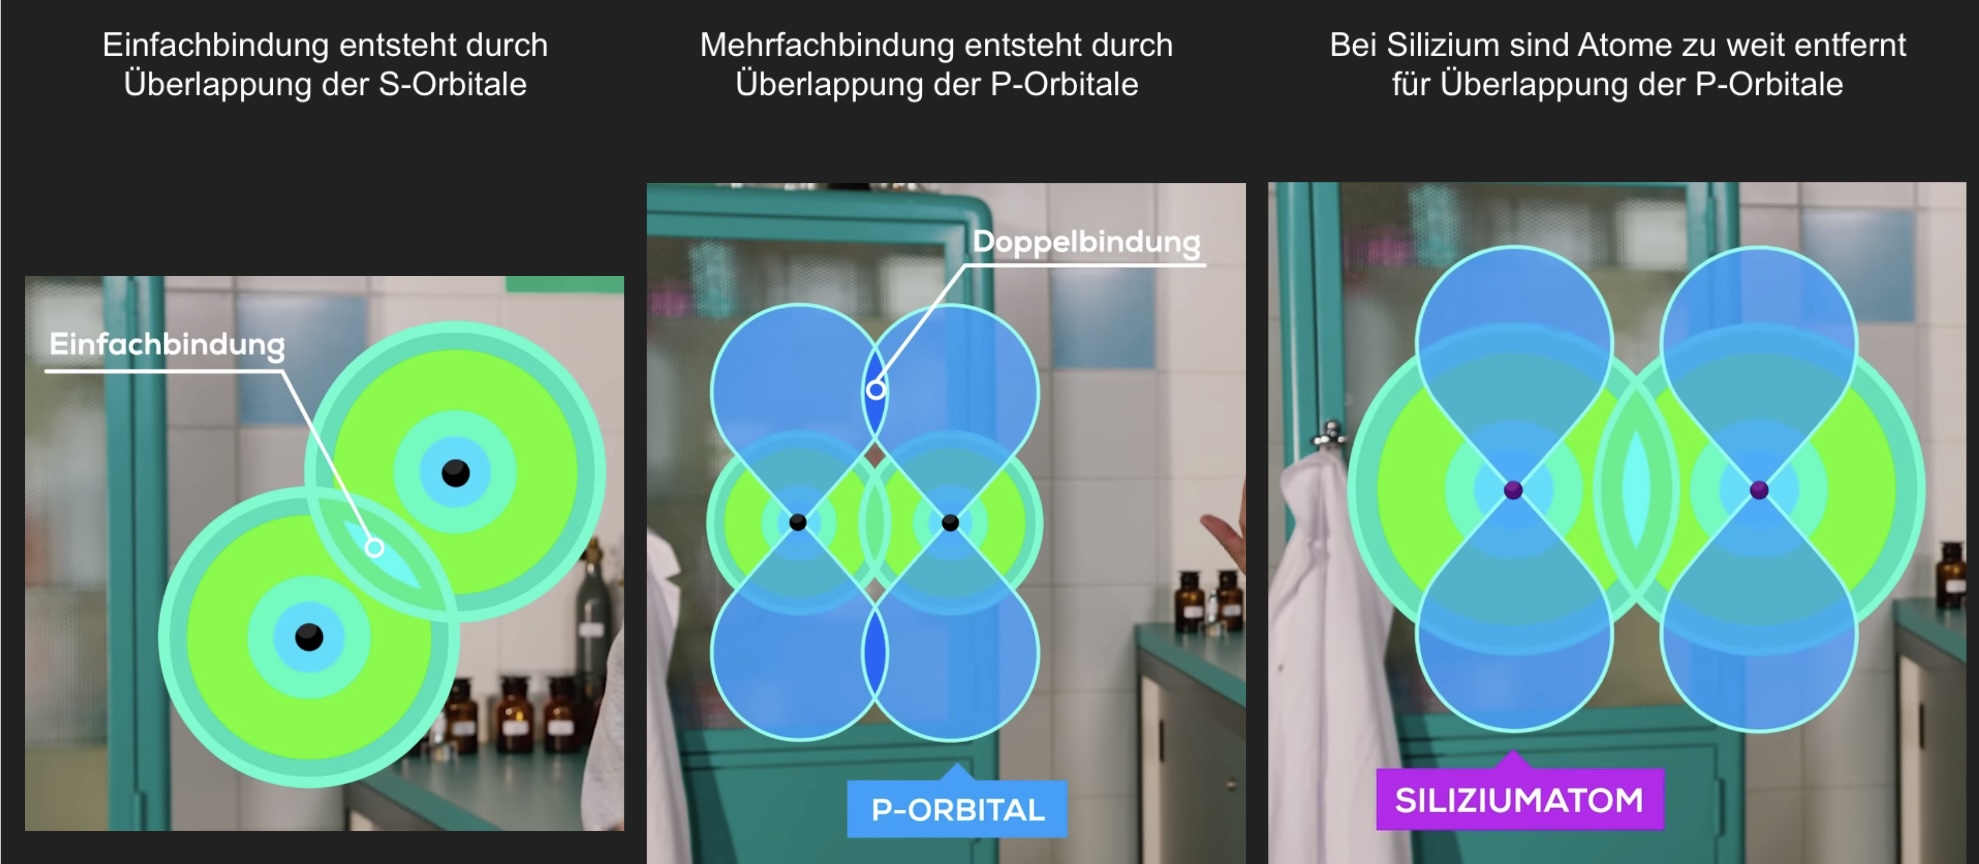 Einfachbindung entsteht durch
Überlappung der S-Orbitale
Mehrfachbindung entsteht durch
Überlappung der P-Orbitale
Bei Silizium sind Atome zu weit entfernt
für Überlappung der P-Orbitale
Einfachbindung
Doppelbindung
P-ORBITAL
SILIZIUMATOM